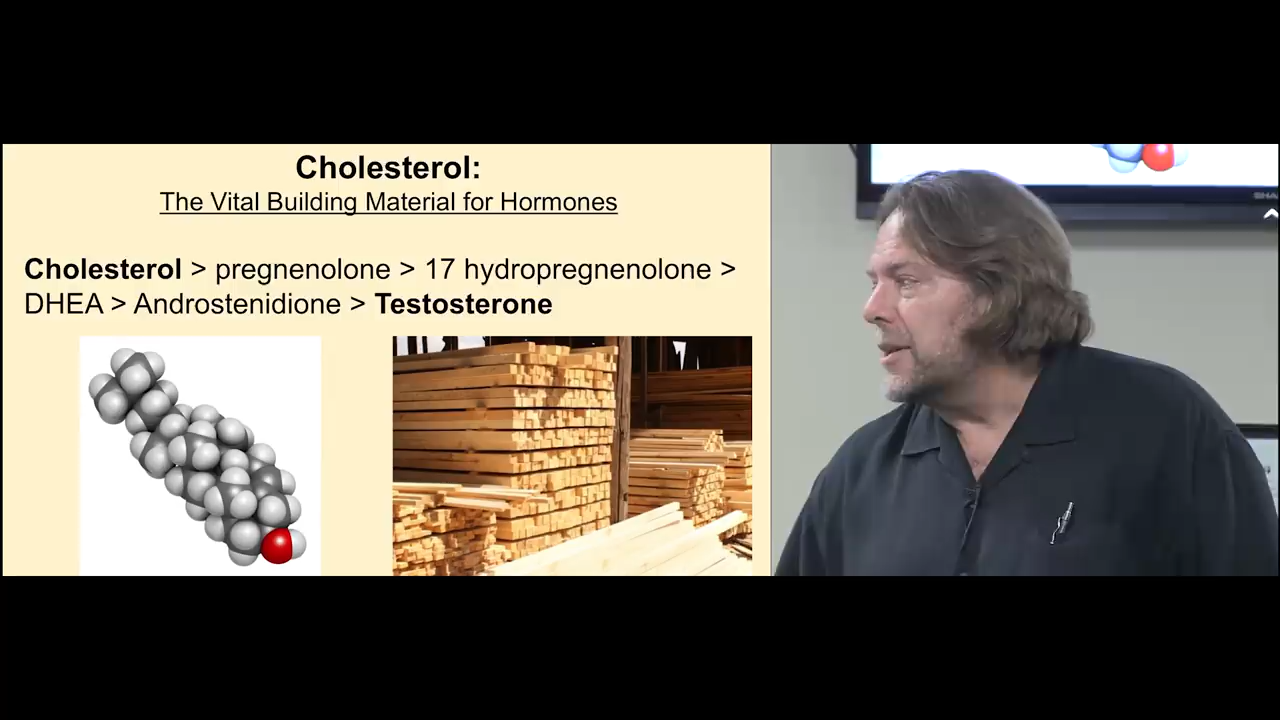 Cholesterol:
The Vital Building Material for Hormones
Cholesterol > pregnenolone > 17 hydropregnenolone >
DHEA > Androstenidione > Testosterone